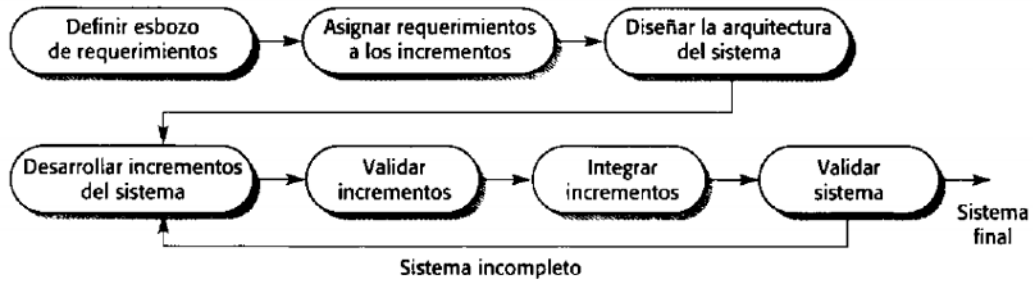 Definir esbozo
de requerimientos
Asignar requerimientos
a los incrementos
Diseñar la arquitectura
del sistema
Desarrollar incrementos
del sistema
Validar
incrementos
Integrar
incrementos
Validar
sistema
Sistema
final
Sistema incompleto